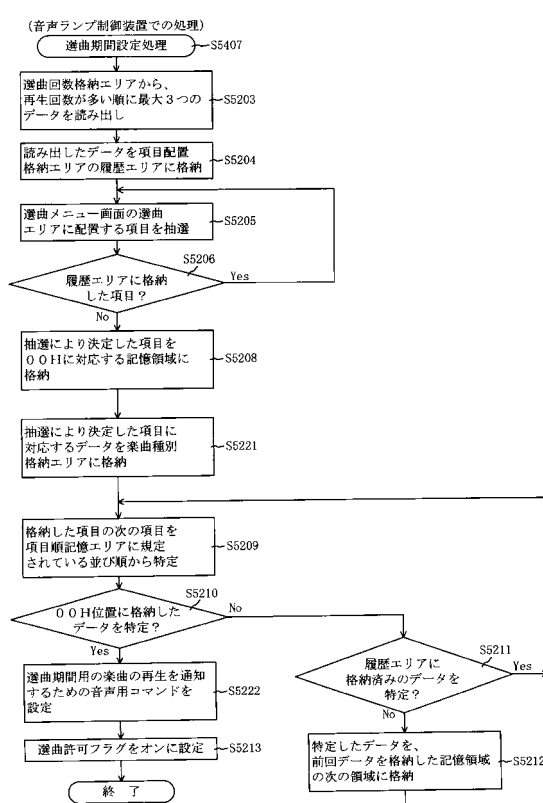 (音声ランプ制御装置での処理)
選曲期間設定処理
S5407
選曲回数格納エリアから、
再生回数が多い順に最大3つの
データを読み出し
S5203
読み出したデータを項目配置
格納エリアの履歴エリアに格納
S5204
選曲メニュー画面の選曲
エリアに配置する項目を抽選
S5205
S5206
履歴エリアに格納
した項目?
Yes
No
抽選により決定した項目を
00Hに対応する記憶領域に
格納
S5208
抽選により決定した項目に
対応するデータを楽曲種別
格納エリアに格納
S5221
格納した項目の次の項目を
項目順記憶エリアに規定
されている並び順から特定
S5209
S5210
00H位置に格納した
データを特定?
No
Yes
S5211
履歴エリアに
格納済みのデータを
特定?
Yes
No
選曲期間用の楽曲の再生を通知
するための音声用コマンドを
設定
S5222
選曲許可フラグをオンに設定
S5213
特定したデータを、
前回データを格納した記憶領域
の次の領域に格納
S5212
終了